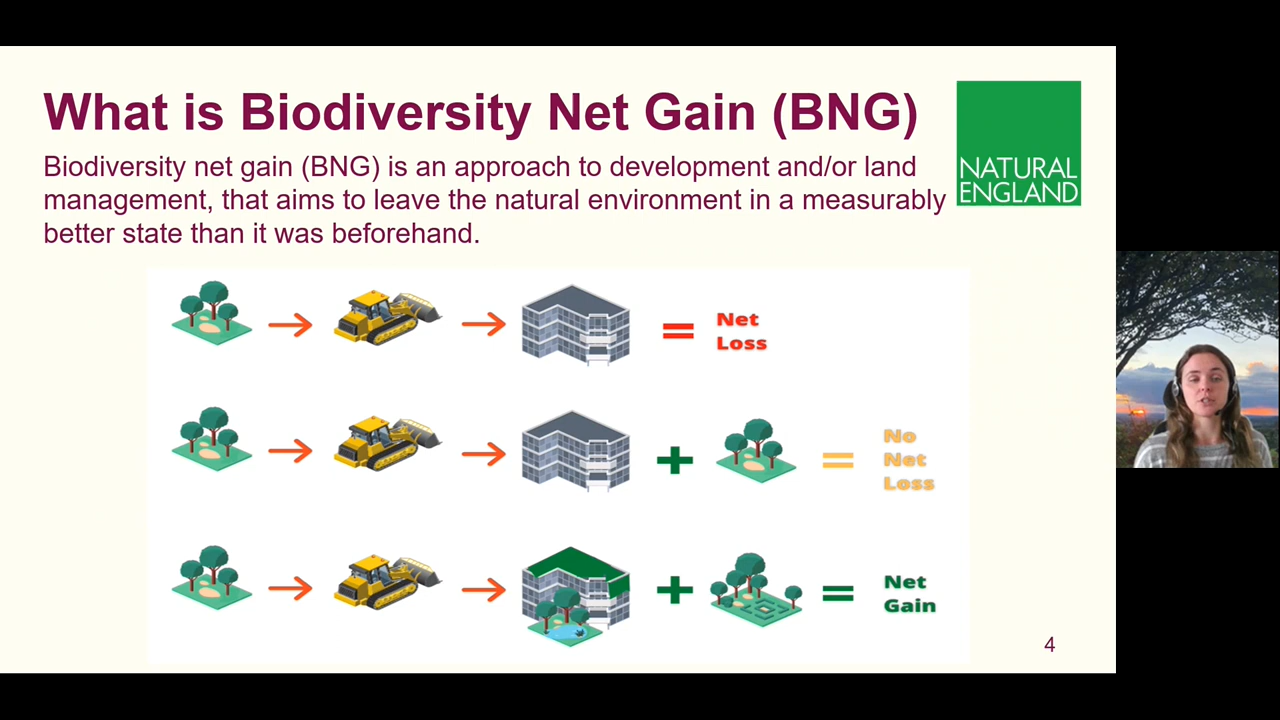 What is Biodiversity Net Gain (BNG)
Biodiversity net gain (BNG) is an approach to development and/or land
management, that aims to leave the natural environment in a measurably
better state than it was beforehand.
NATURAL
ENGLAND
Net
Loss
No
Net
Loss
Net
Gain
4